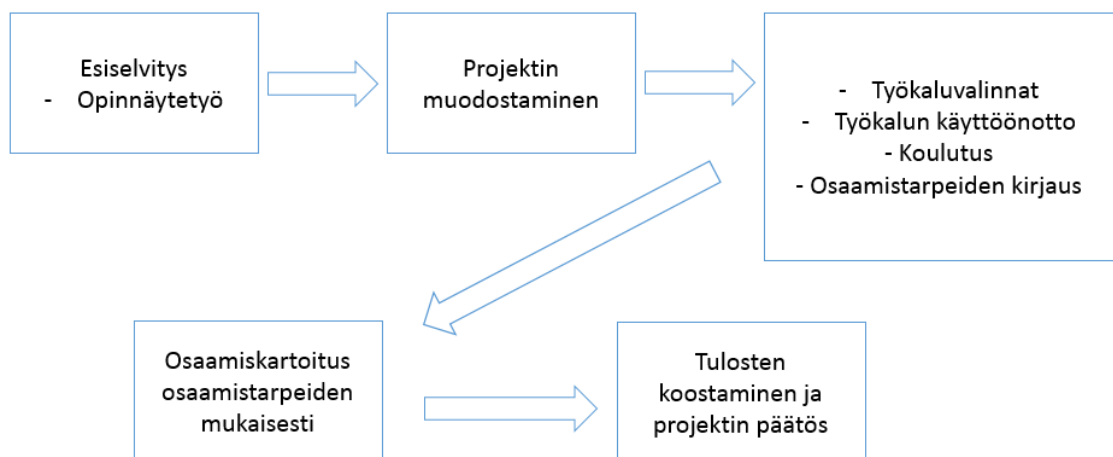 Esiselvitys
- Opinnäytetyö
Projektin
muodostaminen
- Työkaluvalinnat
- Työkalun käyttöönotto
- Koulutus
- Osaamistarpeiden kirjaus
Osaamiskartoitus
osaamistarpeiden
mukaisesti
Tulosten
koostaminen ja
projektin päätös